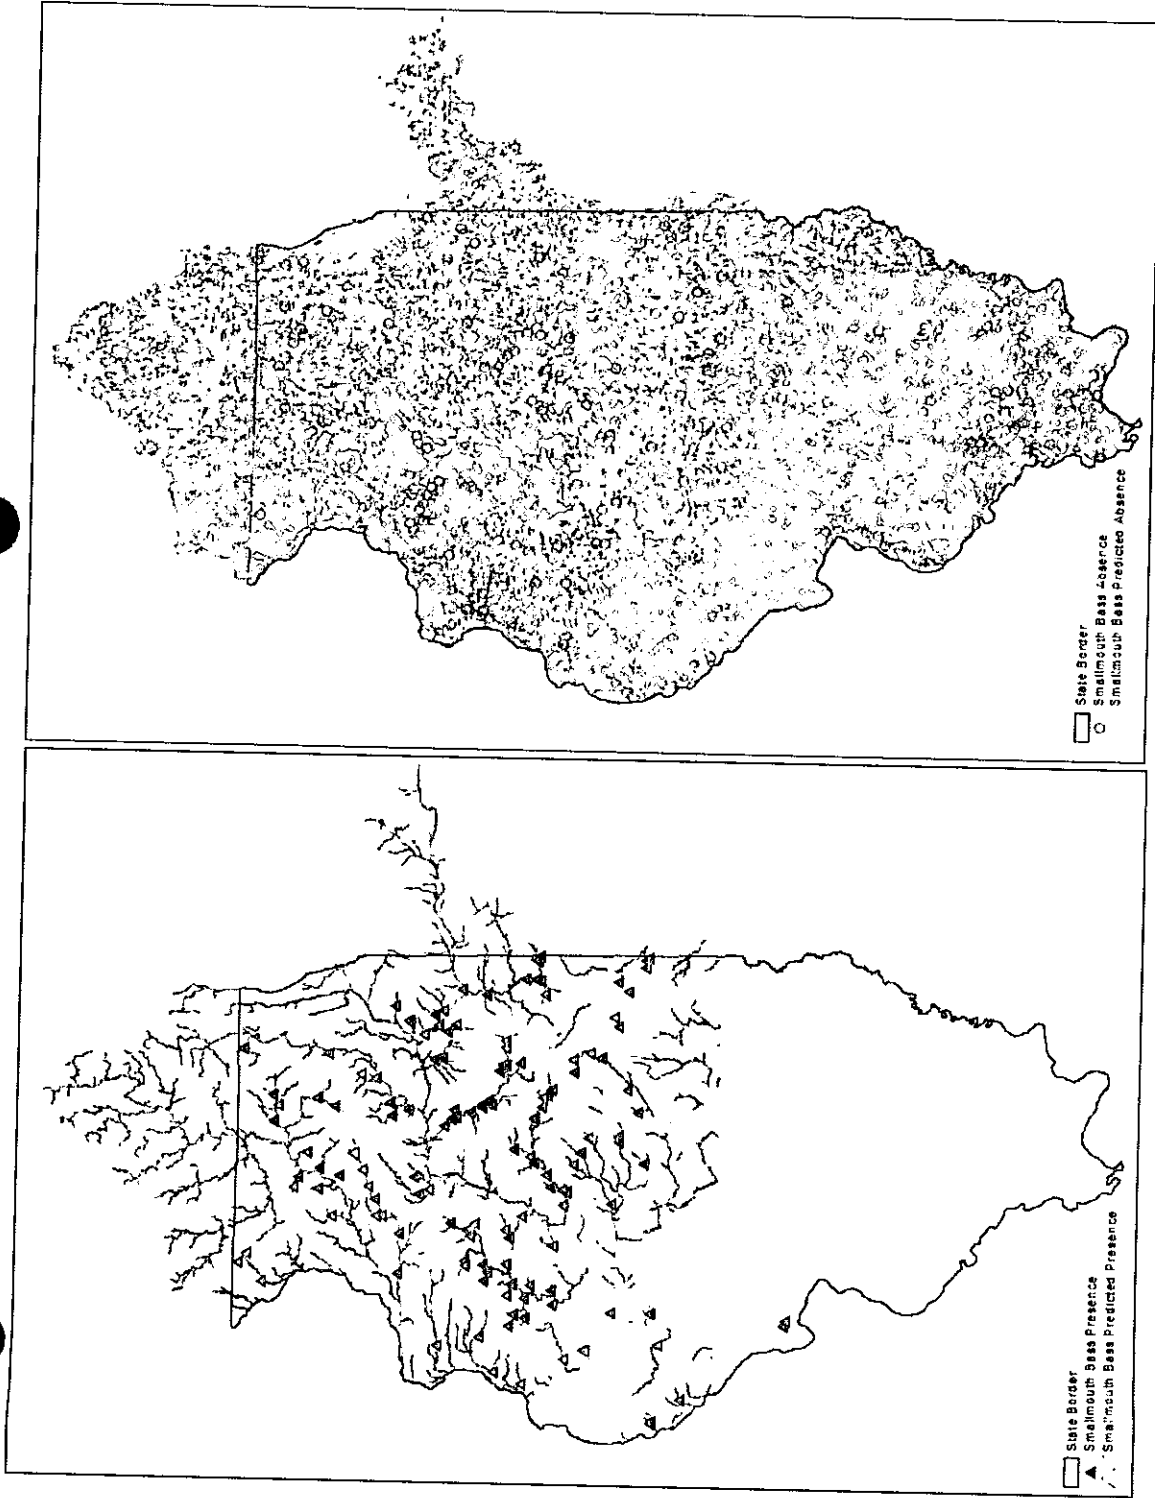 State Border
Smallmouth Bass Absence
Smallmouth Bass Predicted Absence
State Border
Smallmouth Bass Presence
Smallmouth Bass Predicted Presence